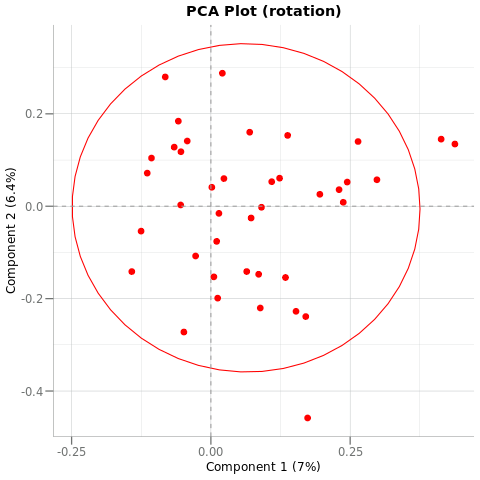 PCA Plot (rotation)
Component 2 (6.4%)
0.2
0.0
-0.2
-0.4
-0.25
0.00
0.25
Component 1 (7%)